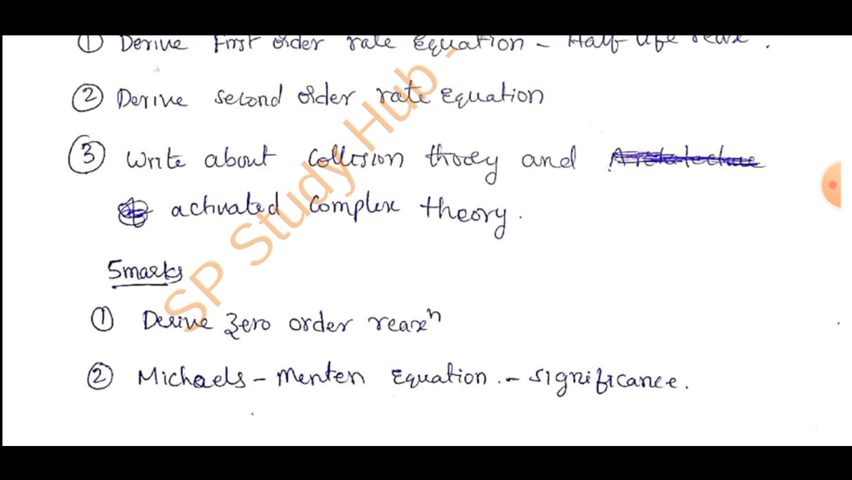 ① Derive First order rate Equation - Half life reax .
② Derive second order rate Equation
③ Write about Collision theory and
activated complex theory.
5marks
① Derive Zero order reaxⁿ
② Michaels - Menten Equation. - significance.
SP Study Hub -